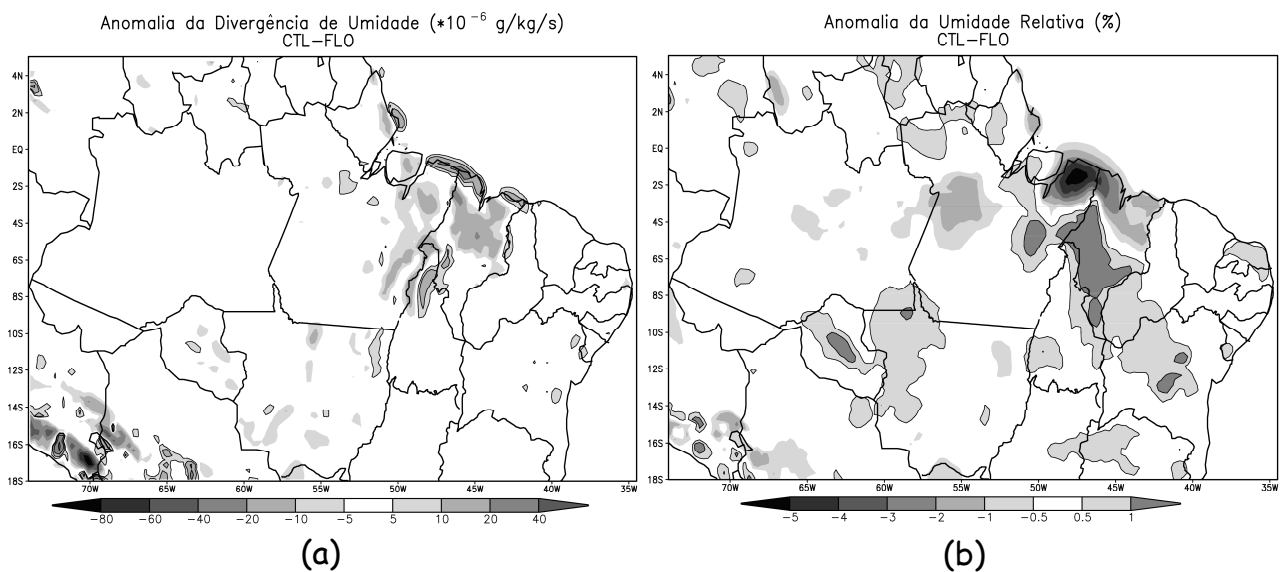 Anomalia da Divergência de Umidade (*10⁻⁶ g/kg/s)
CTL–FLO
4N
2N
EQ
2S
4S
6S
8S
10S
12S
14S
16S
18S
70W 65W 60W 55W 50W 45W 40W 35W
−80 −60 −40 −20 −10 −5 5 10 20 40
(a)
Anomalia da Umidade Relativa (%)
CTL–FLO
4N
2N
EQ
2S
4S
6S
8S
10S
12S
14S
16S
18S
70W 65W 60W 55W 50W 45W 40W 35W
−5 −4 −3 −2 −1 −0.5 0.5 1
(b)